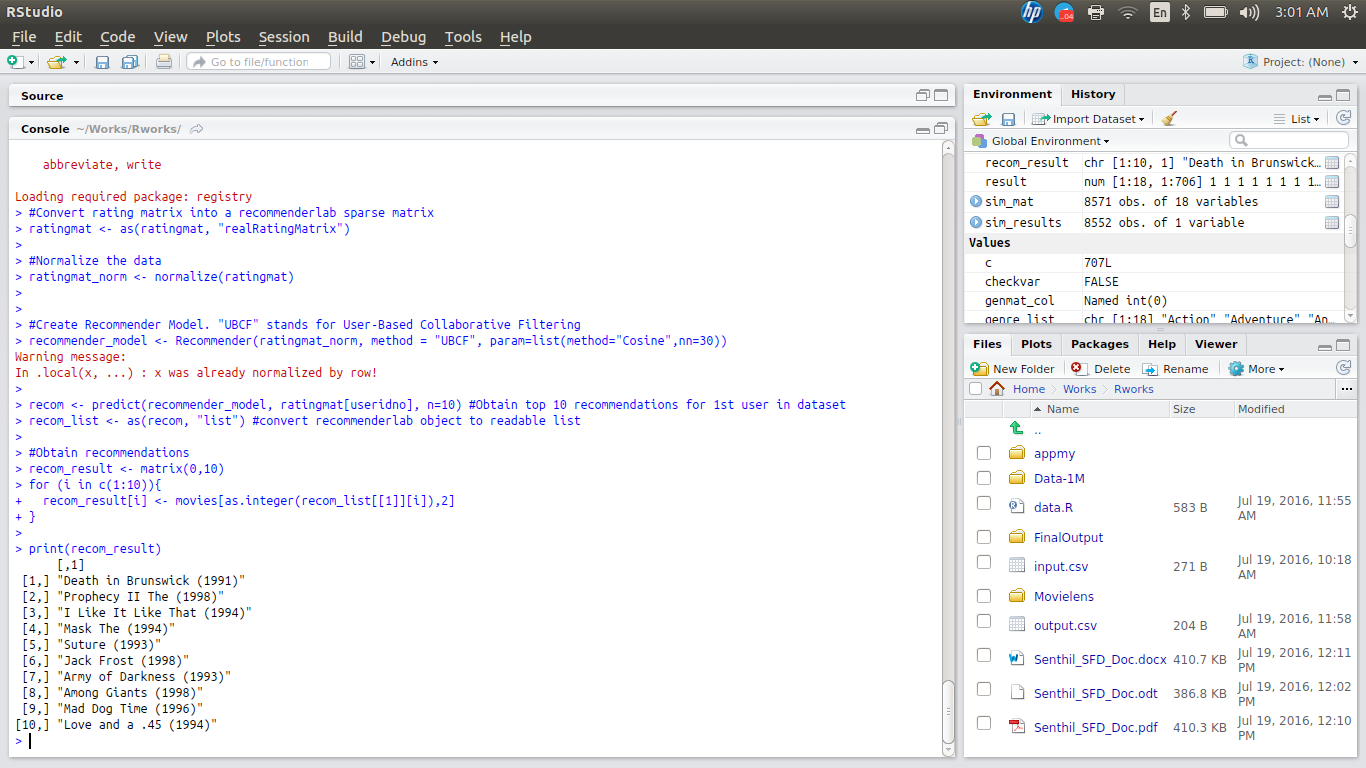 RStudio
.04
En
3:01 AM
File Edit Code View Plots Session Build Debug Tools Help
Go to file/function
Addins
Project: (None)
Source
Console ~/Works/Rworks/
abbreviate, write
Loading required package: registry
> #Convert rating matrix into a recommenderlab sparse matrix
> ratingmat <- as(ratingmat, "realRatingMatrix")
>
> #Normalize the data
> ratingmat_norm <- normalize(ratingmat)
>
>
> #Create Recommender Model. "UBCF" stands for User-Based Collaborative Filtering
> recommender_model <- Recommender(ratingmat_norm, method = "UBCF", param=list(method="Cosine",nn=30))
Warning message:
In .local(x, ...) : x was already normalized by row!
>
> recom <- predict(recommender_model, ratingmat[useridno], n=10) #Obtain top 10 recommendations for 1st user in dataset
> recom_list <- as(recom, "list") #convert recommenderlab object to readable list
>
> #Obtain recommendations
> recom_result <- matrix(0,10)
> for (i in c(1:10)){
+   recom_result[i] <- movies[as.integer(recom_list[[1]][i]),2]
+ }
>
> print(recom_result)
      [,1]
 [1,] "Death in Brunswick (1991)"
 [2,] "Prophecy II The (1998)"
 [3,] "I Like It Like That (1994)"
 [4,] "Mask The (1994)"
 [5,] "Suture (1993)"
 [6,] "Jack Frost (1998)"
 [7,] "Army of Darkness (1993)"
 [8,] "Among Giants (1998)"
 [9,] "Mad Dog Time (1996)"
[10,] "Love and a .45 (1994)"
>
Environment History
Import Dataset List
Global Environment
recom_result chr [1:10, 1] "Death in Brunswick…
result num [1:18, 1:706] 1 1 1 1 1 1 1 1…
sim_mat 8571 obs. of 18 variables
sim_results 8552 obs. of 1 variable
Values
c 707L
checkvar FALSE
genmat_col Named int(0)
genre_list chr [1:18] "Action" "Adventure" "An…
Files Plots Packages Help Viewer
New Folder Delete Rename More
Home Works Rworks ...
Name Size Modified
..
appmy
Data-1M
data.R 583 B Jul 19, 2016, 11:55
AM
FinalOutput
input.csv 271 B Jul 19, 2016, 10:18
AM
Movielens
output.csv 204 B Jul 19, 2016, 11:58
AM
Senthil_SFD_Doc.docx 410.7 KB Jul 19, 2016, 12:11
PM
Senthil_SFD_Doc.odt 386.8 KB Jul 19, 2016, 12:02
PM
Senthil_SFD_Doc.pdf 410.3 KB Jul 19, 2016, 12:10
PM